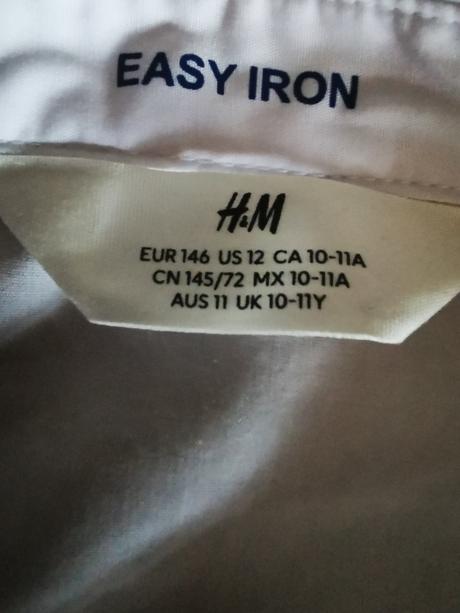 EASY IRON
H&M
EUR 146 US 12 CA 10-11A
CN 145/72 MX 10-11A
AUS 11 UK 10-11Y